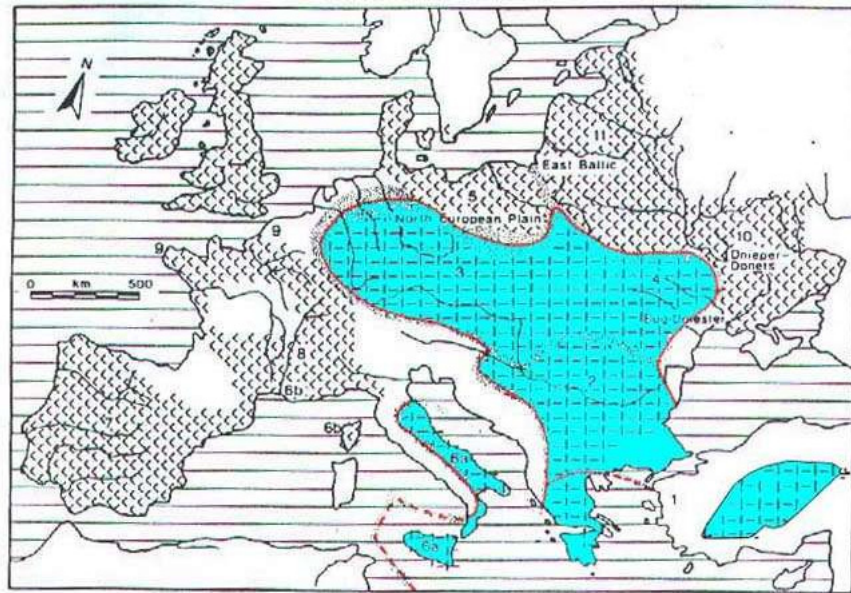 N
11
East Baltic
5
North European Plain
10
Dnieper-
Donets
9
9
0 km 500
3
4
Bug-Dniester
8
2
6b
6b
6a
1
6a